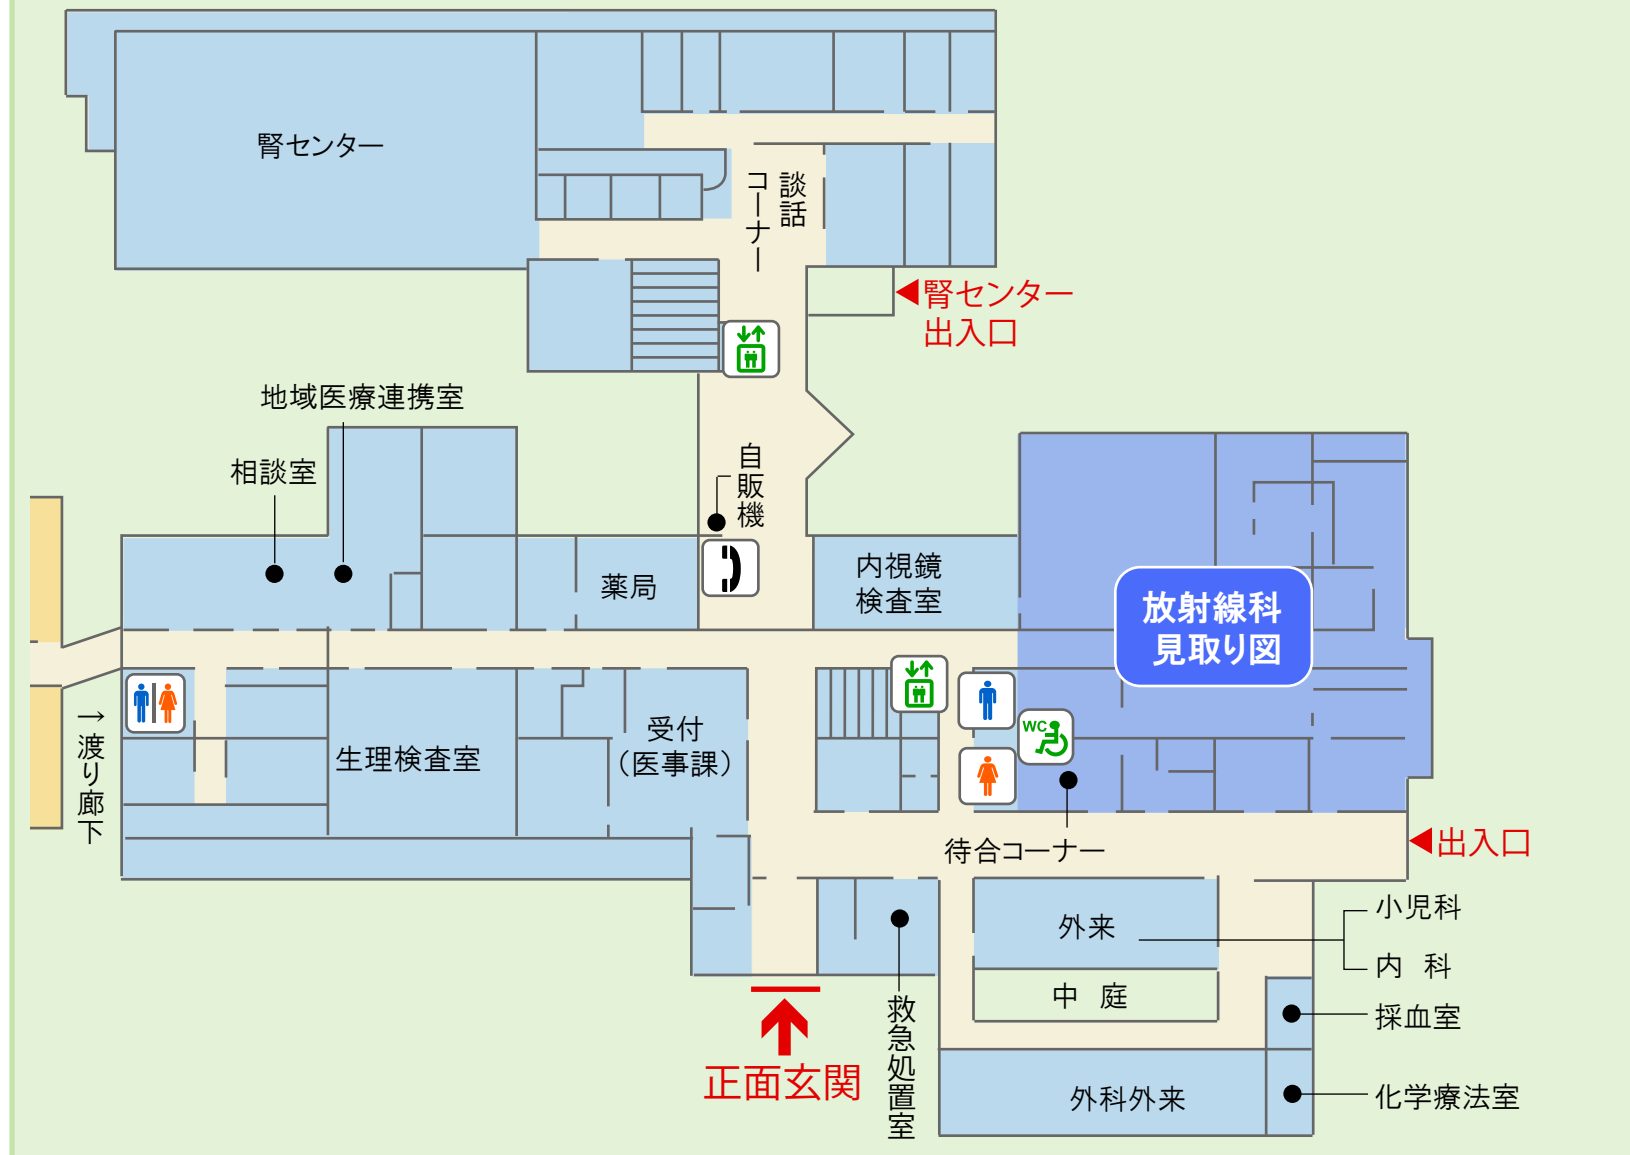 腎センター
談話
コーナー
腎センター
出入口
地域医療連携室
相談室
自販機
薬局
内視鏡
検査室
放射線科
見取り図
→渡り廊下
生理検査室
受付
（医事課）
WC
待合コーナー
出入口
外来
小児科
内 科
中 庭
採血室
救急処置室
正面玄関
外科外来
化学療法室